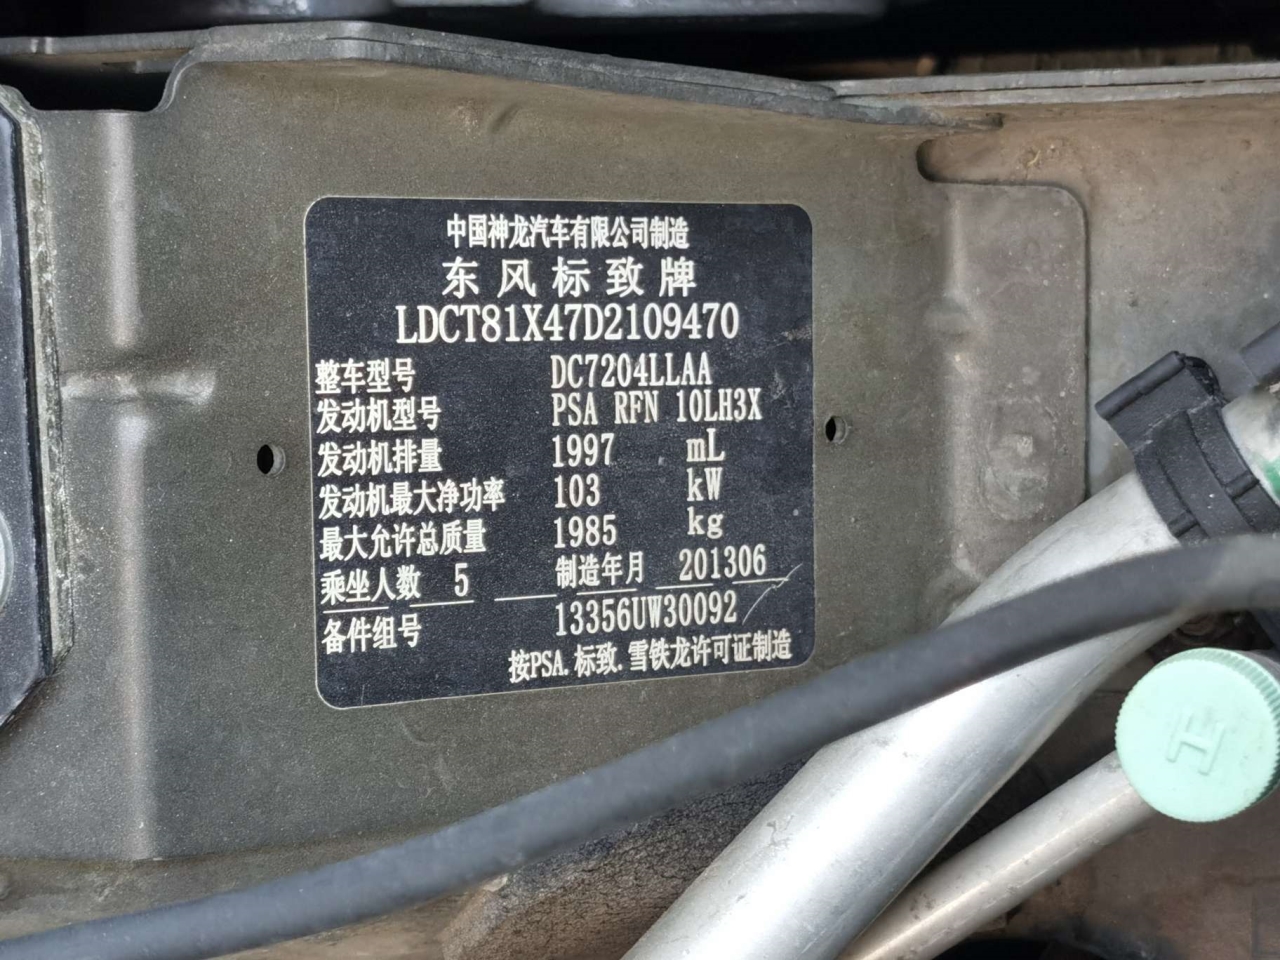 中国神龙汽车有限公司制造
东风标致牌
LDCT81X47D2109470
整车型号 DC7204LLAA
发动机型号 PSA RFN 10LH3X
发动机排量 1997 mL
发动机最大净功率 103 kW
最大允许总质量 1985 kg
乘坐人数 5 制造年月 201306
备件组号 13356UW30092
按PSA.标致.雪铁龙许可证制造
H